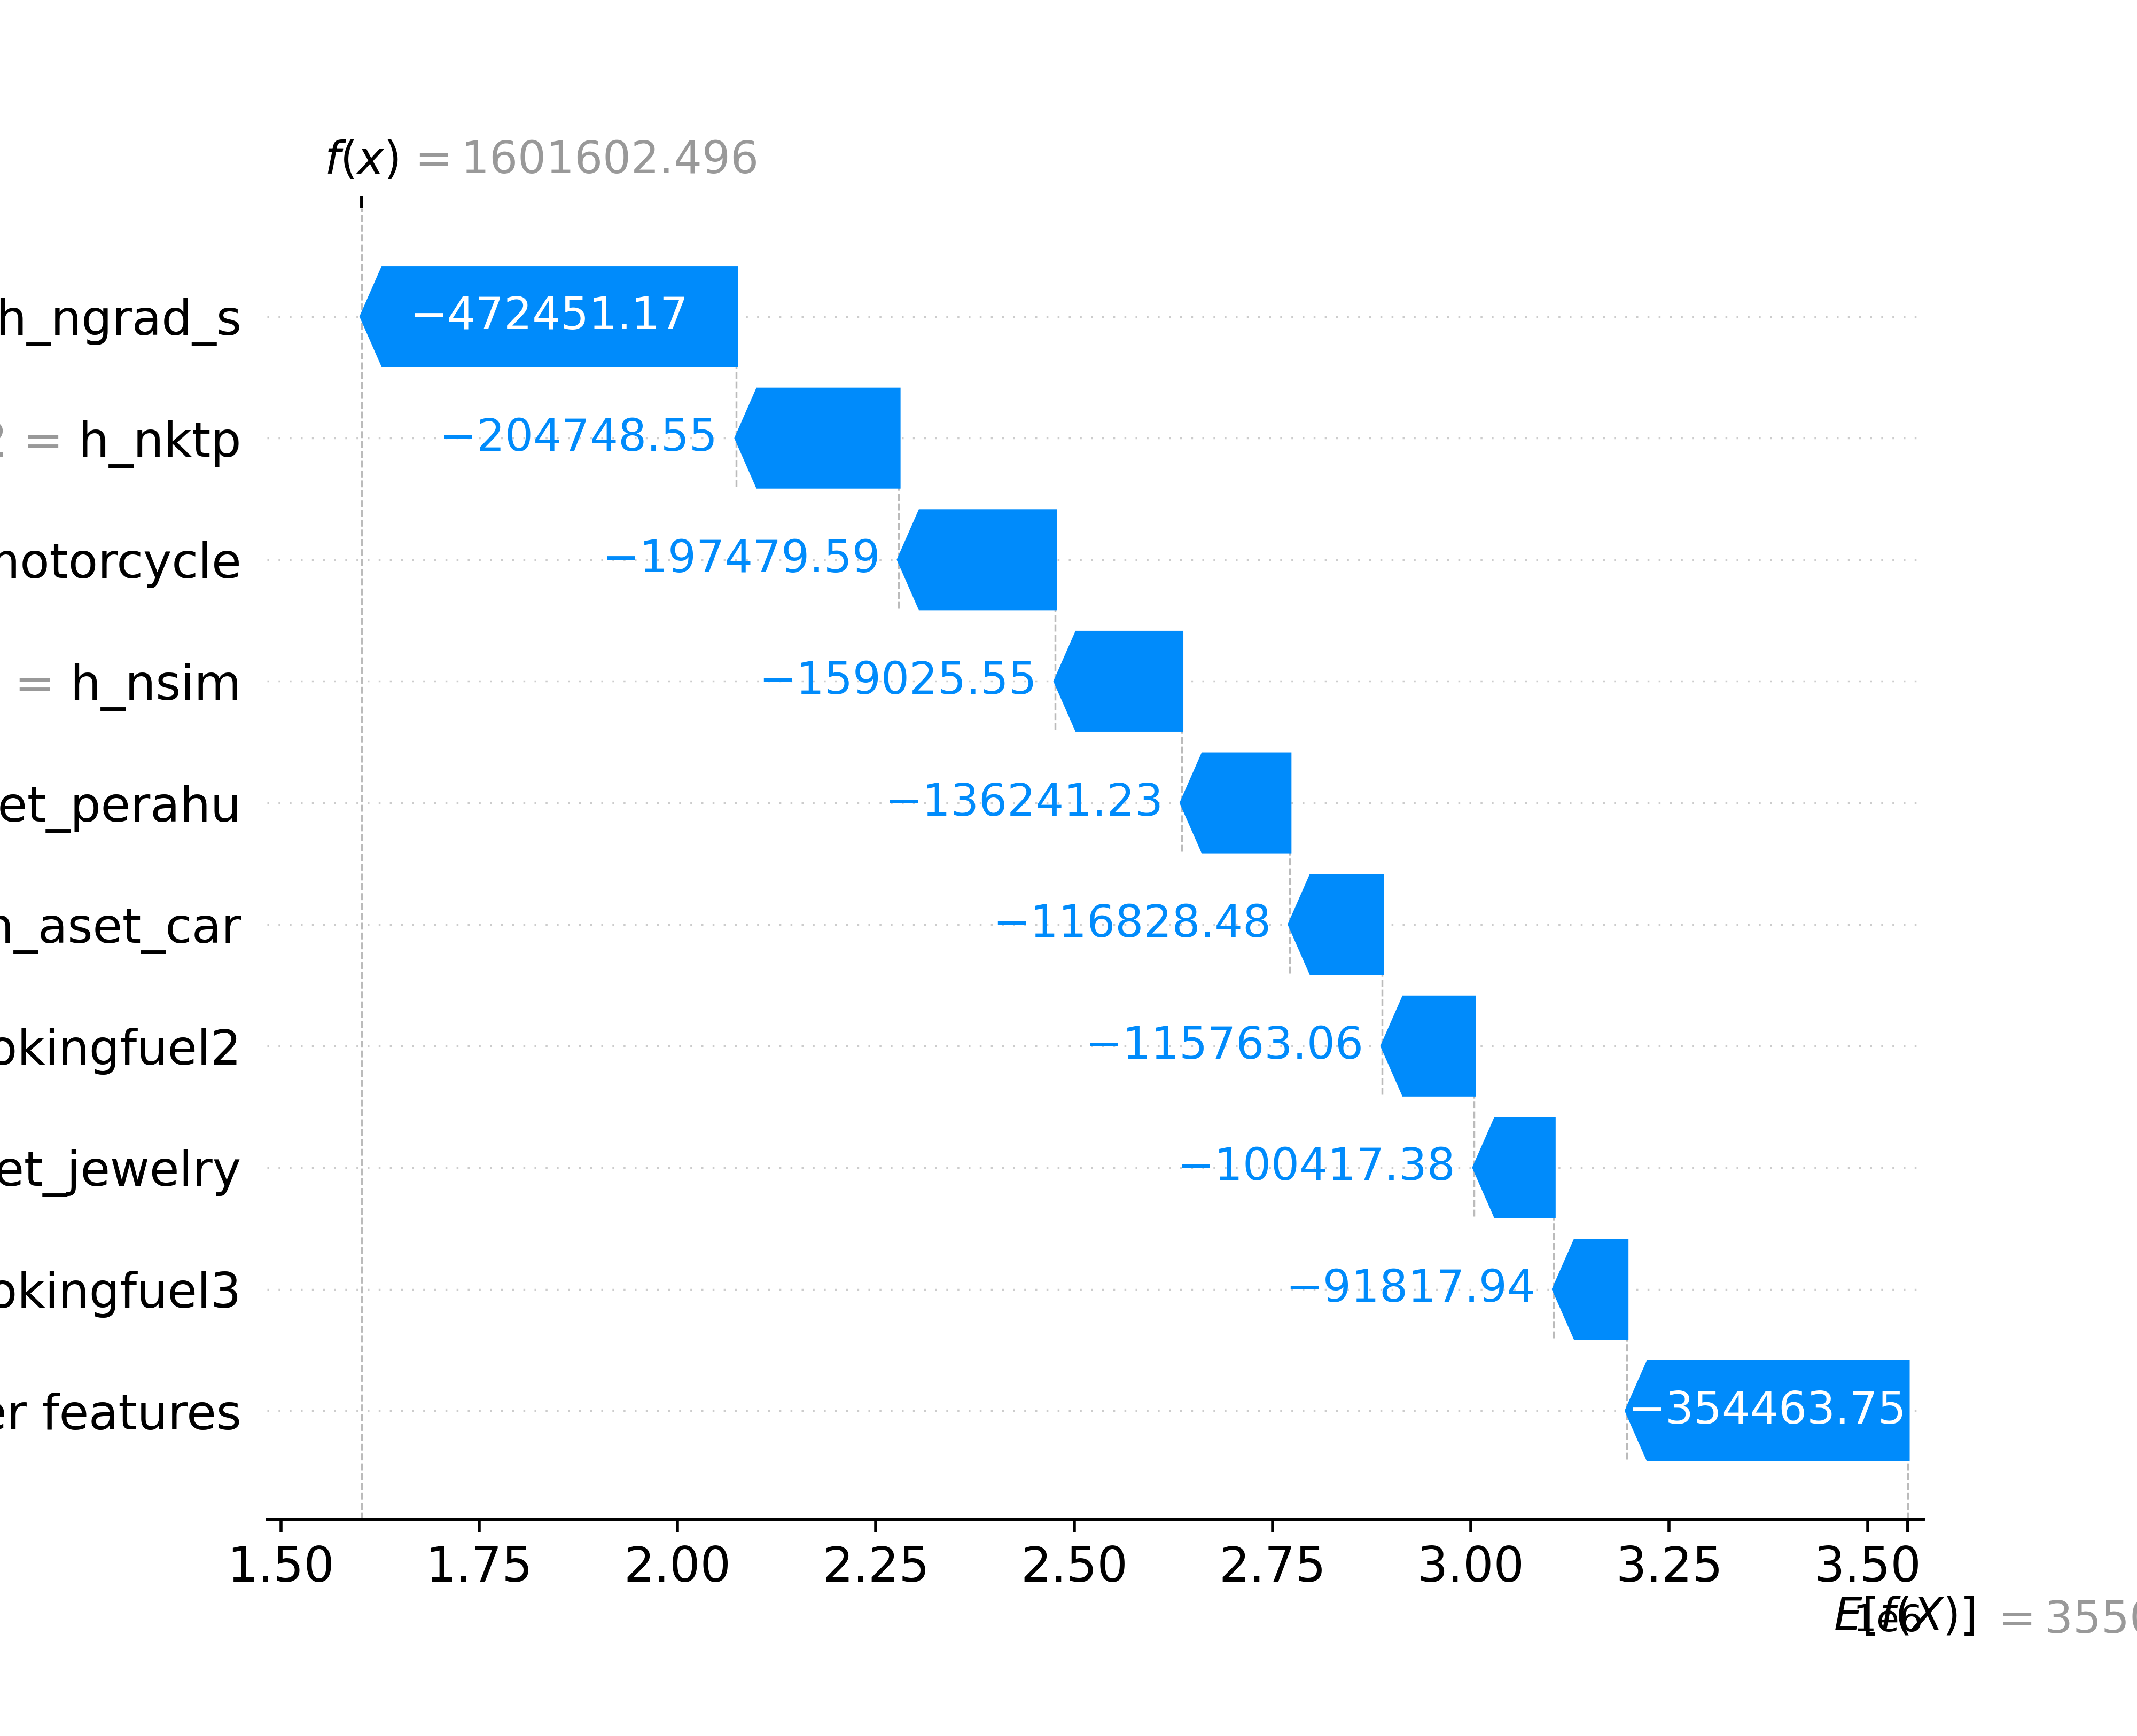 f(x) = 1601602.496
h_ngrad_s −472451.17
= h_nktp −204748.55
motorcycle −197479.59
= h_nsim −159025.55
et_perahu −136241.23
_aset_car −116828.48
okingfuel2 −115763.06
et_jewelry −100417.38
okingfuel3 −91817.94
er features −354463.75
1.50 1.75 2.00 2.25 2.50 2.75 3.00 3.25 3.50
1e6
E[f(X)] = 355